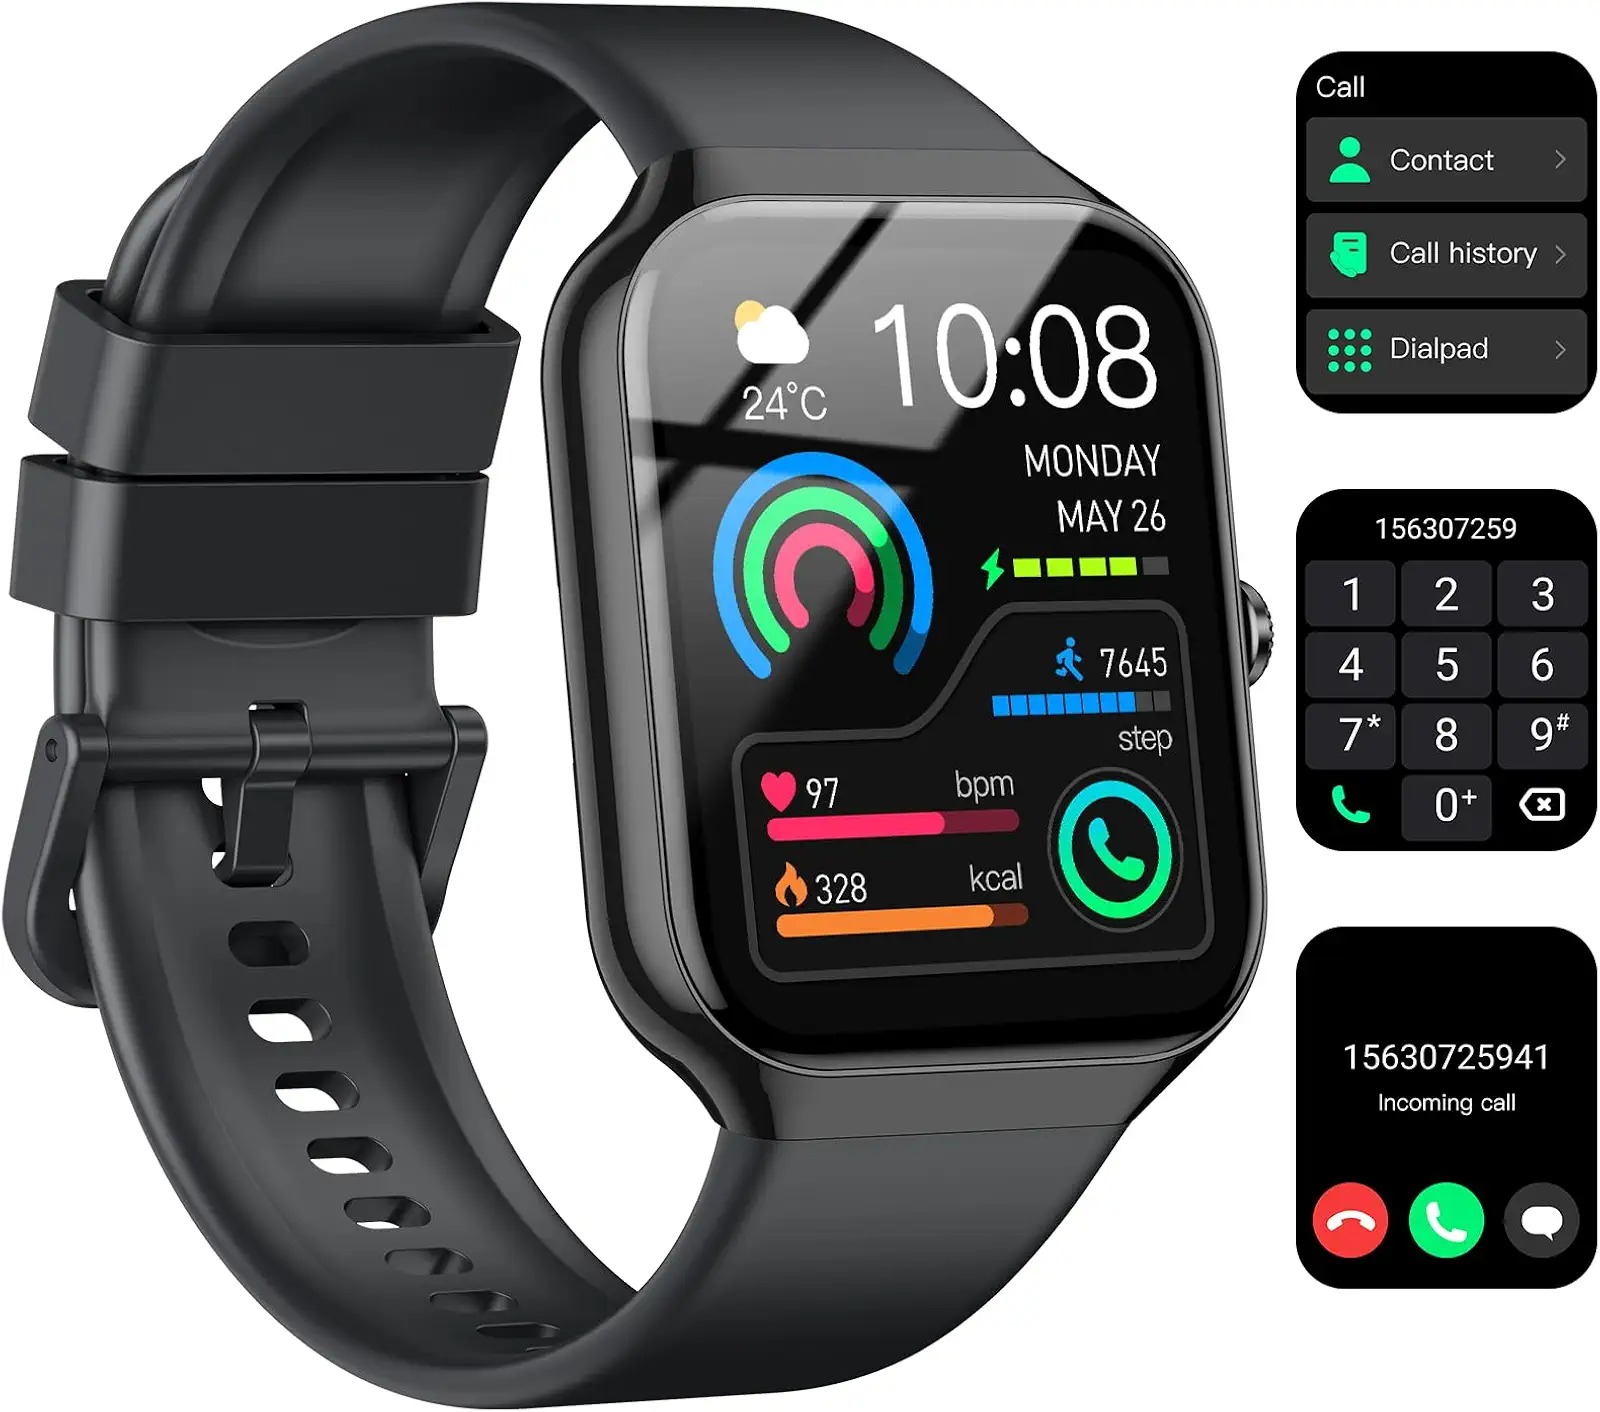 24°C
10:08
MONDAY
MAY 26
7645
step
97 bpm
328 kcal
Call
Contact
Call history
Dialpad
156307259
1 2 3
4 5 6
7* 8 9#
0+
15630725941
Incoming call